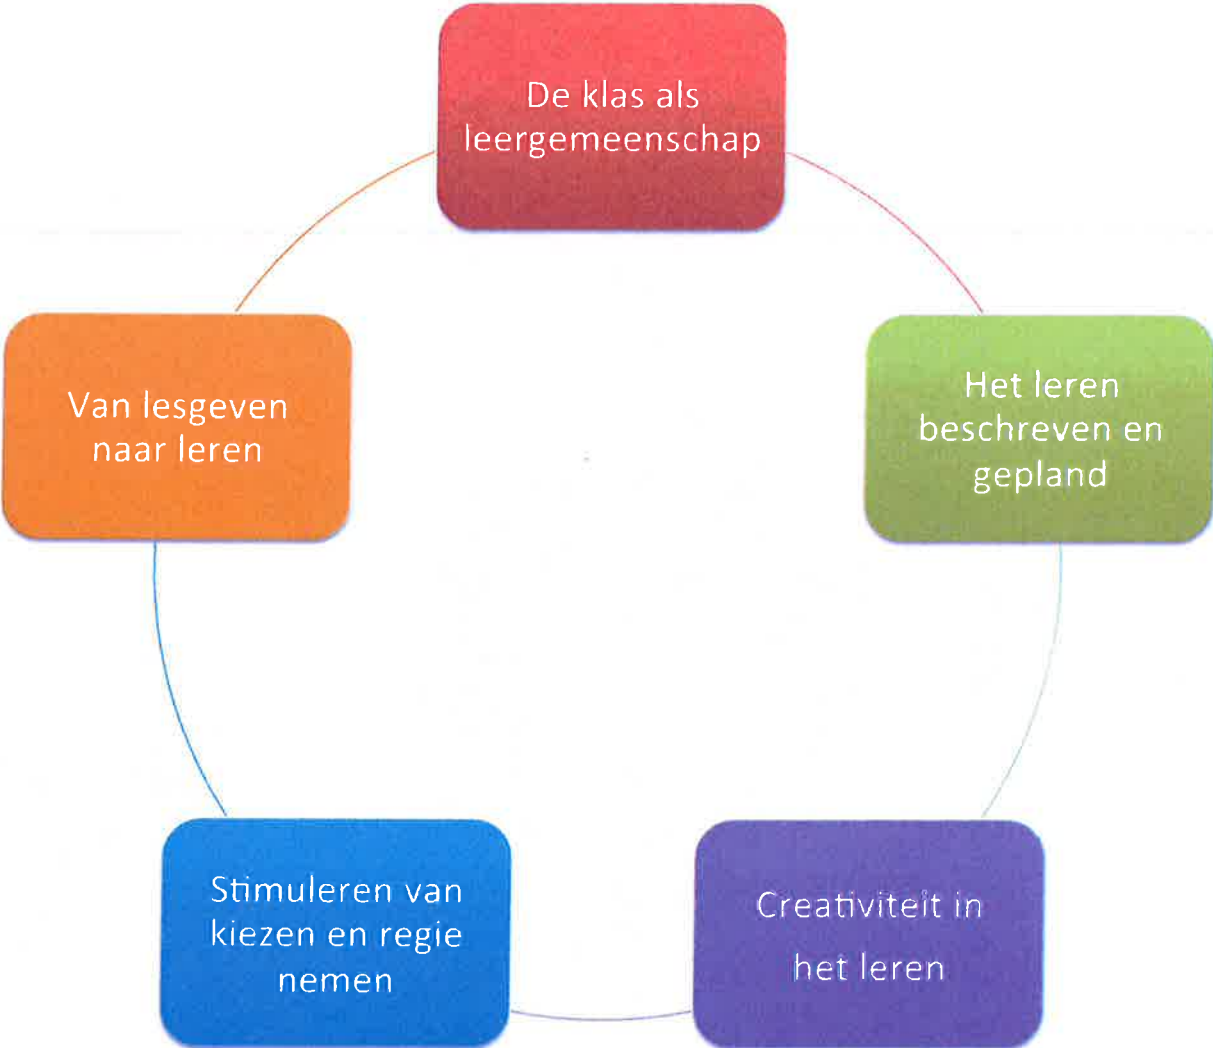 De klas als
leergemeenschap
Het leren
beschreven en
gepland
Creativiteit in
het leren
Stimuleren van
kiezen en regie
nemen
Van lesgeven
naar leren